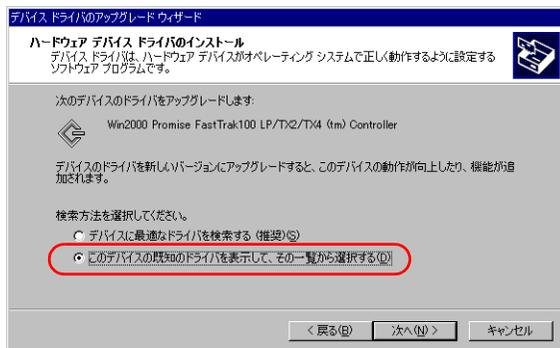 デバイス ドライバのアップグレード ウィザード
ハードウェア デバイス ドライバのインストール
デバイス ドライバは、ハードウェア デバイスがオペレーティング システムで正しく動作するように設定する
ソフトウェア プログラムです。
次のデバイスのドライバをアップグレードします:
Win2000 Promise FastTrak100 LP/TX2/TX4 (tm) Controller
デバイスのドライバを新しいバージョンにアップグレードすると、このデバイスの動作が向上したり、機能が追
加されます。
検索方法を選択してください。
デバイスに最適なドライバを検索する (推奨)(S)
このデバイスの既知のドライバを表示して、その一覧から選択する(D)
< 戻る(B)
次へ(N) >
キャンセル